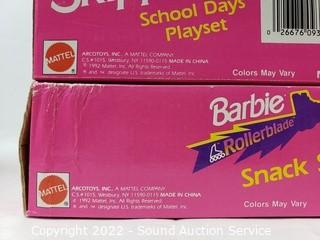 Skipp
School Days
Playset
0 26676 093
MATTEL
ARCOTOYS, INC., A MATTEL COMPANY
C.S. #1015, Westbury, NY 11590-0115 MADE IN CHINA
© 1992 Mattel, Inc. All Rights Reserved.
® and ™ designate U.S. trademarks of Mattel, Inc.
Colors May Vary
Barbie
Rollerblade
Snack S
MATTEL
ARCOTOYS, INC., A MATTEL COMPANY
C.S. #1015, Westbury, NY 11590-0115 MADE IN CHINA
© 1992 Mattel, Inc. All Rights Reserved.
® and ™ designate U.S. trademarks of Mattel, Inc.
Colors May Vary
Copyright 2022 - Sound Auction Service